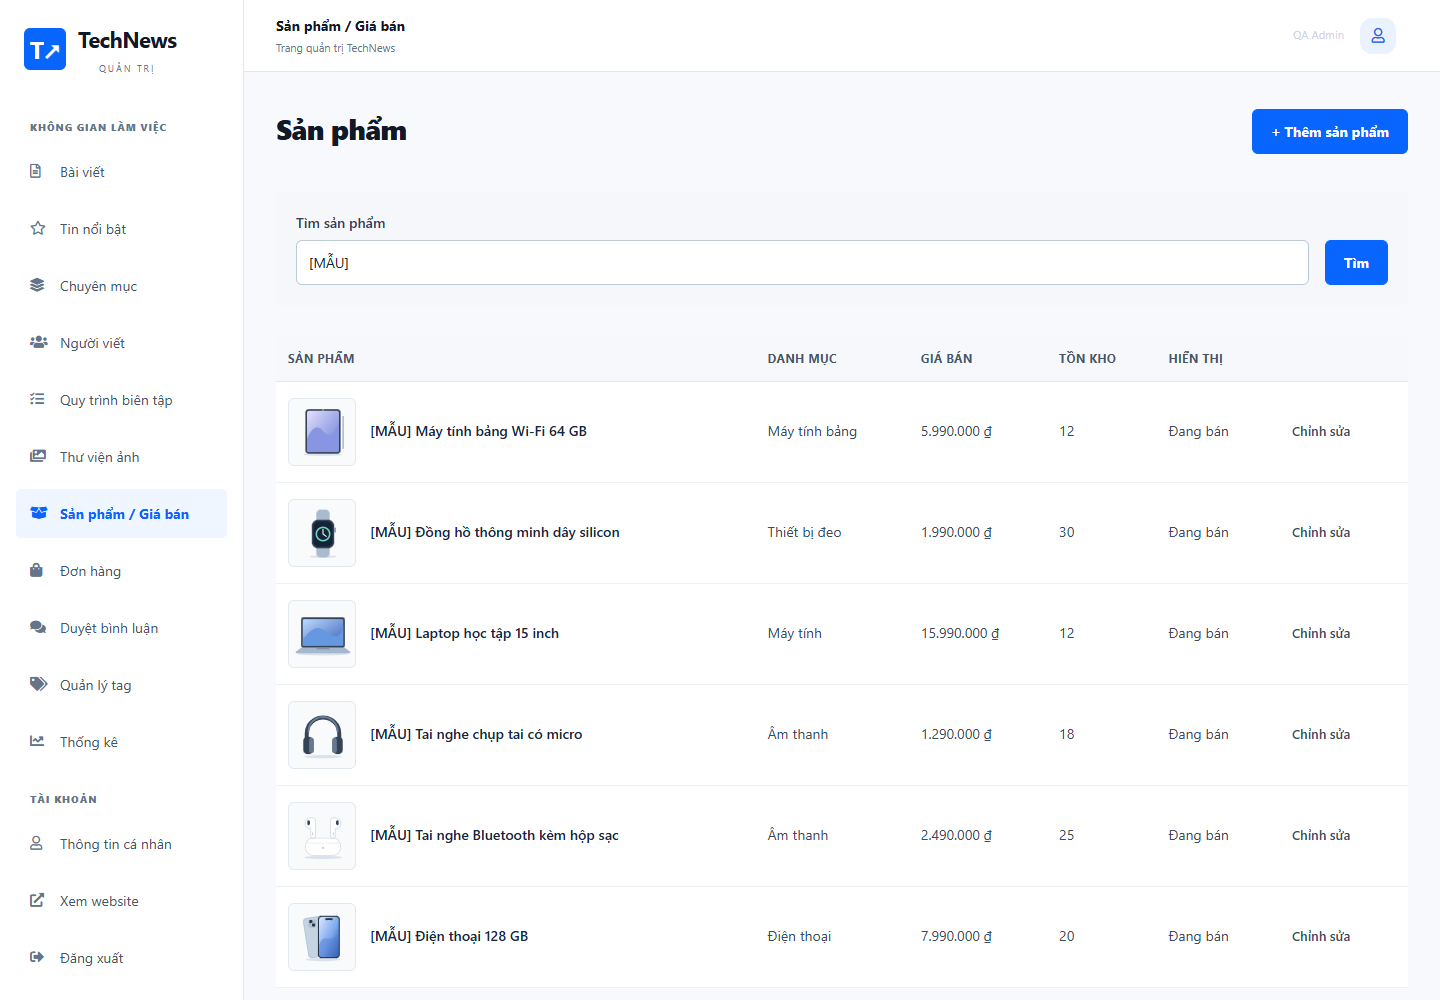 TechNews
QUẢN TRỊ
KHÔNG GIAN LÀM VIỆC
Bài viết
Tin nổi bật
Chuyên mục
Người viết
Quy trình biên tập
Thư viện ảnh
Sản phẩm / Giá bán
Đơn hàng
Duyệt bình luận
Quản lý tag
Thống kê
TÀI KHOẢN
Thông tin cá nhân
Xem website
Đăng xuất
Sản phẩm / Giá bán
Trang quản trị TechNews
QA Admin
Sản phẩm
+ Thêm sản phẩm
Tìm sản phẩm
[MẪU]
Tìm
SẢN PHẨM DANH MỤC GIÁ BÁN TỒN KHO HIỂN THỊ
[MẪU] Máy tính bảng Wi-Fi 64 GB Máy tính bảng 5.990.000 ₫ 12 Đang bán Chỉnh sửa
[MẪU] Đồng hồ thông minh dây silicon Thiết bị đeo 1.990.000 ₫ 30 Đang bán Chỉnh sửa
[MẪU] Laptop học tập 15 inch Máy tính 15.990.000 ₫ 12 Đang bán Chỉnh sửa
[MẪU] Tai nghe chụp tai có micro Âm thanh 1.290.000 ₫ 18 Đang bán Chỉnh sửa
[MẪU] Tai nghe Bluetooth kèm hộp sạc Âm thanh 2.490.000 ₫ 25 Đang bán Chỉnh sửa
[MẪU] Điện thoại 128 GB Điện thoại 7.990.000 ₫ 20 Đang bán Chỉnh sửa